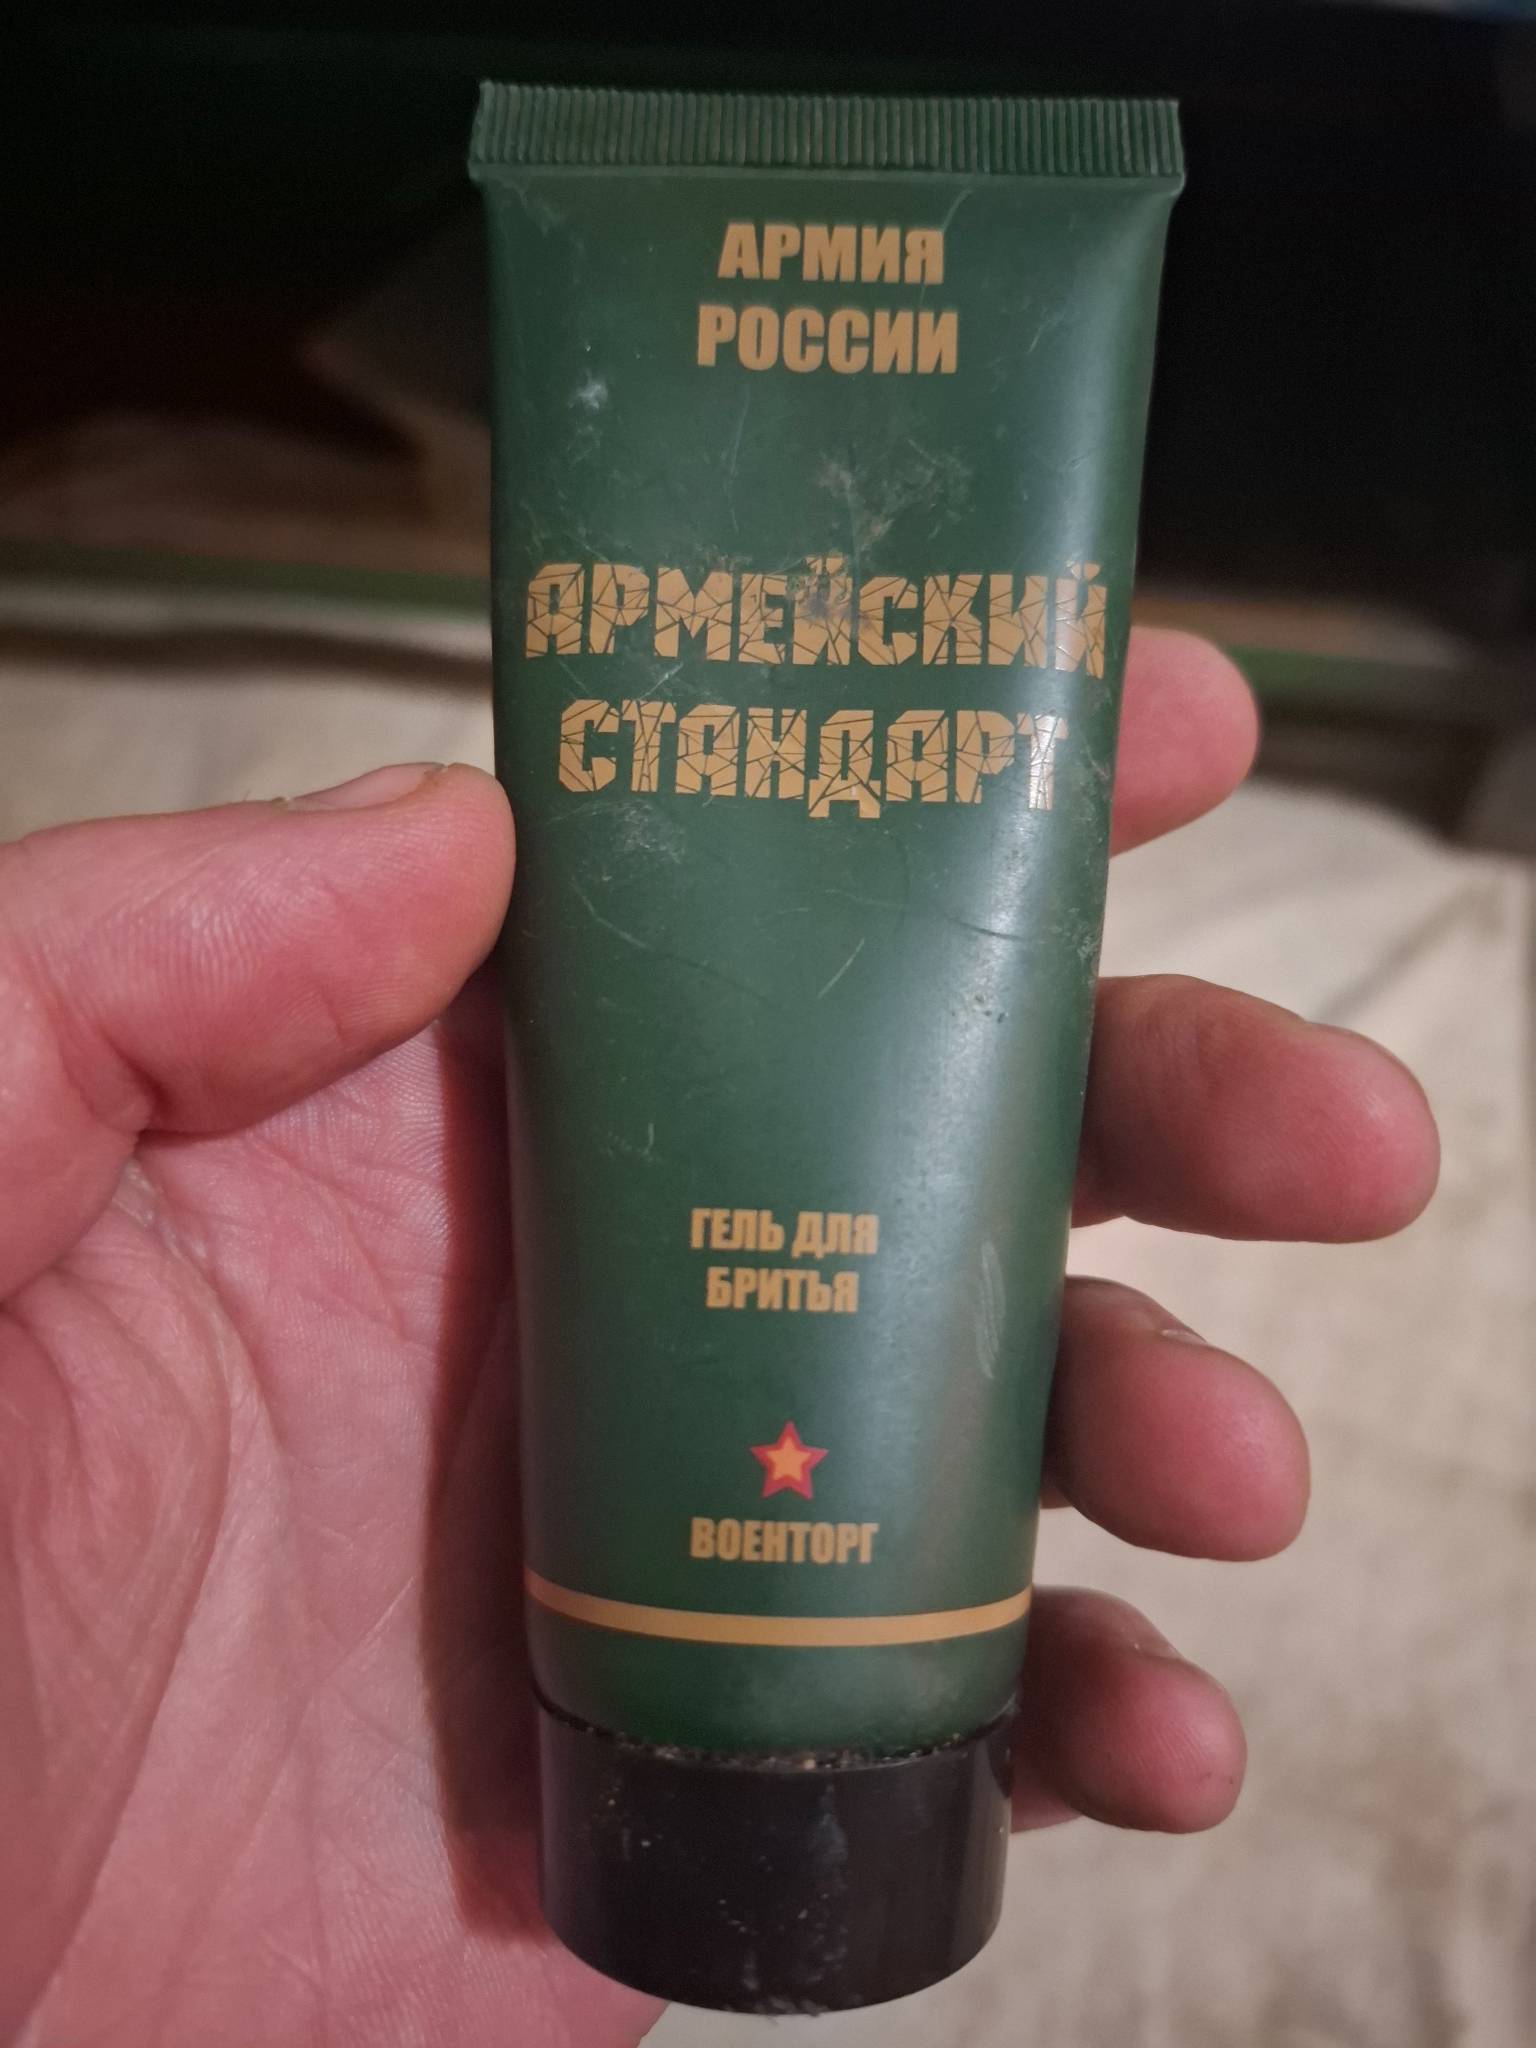 АРМИЯ
РОССИИ
АРМЕЙСКИЙ
СТАНДАРТ
ГЕЛЬ ДЛЯ
БРИТЬЯ
ВОЕНТОРГ